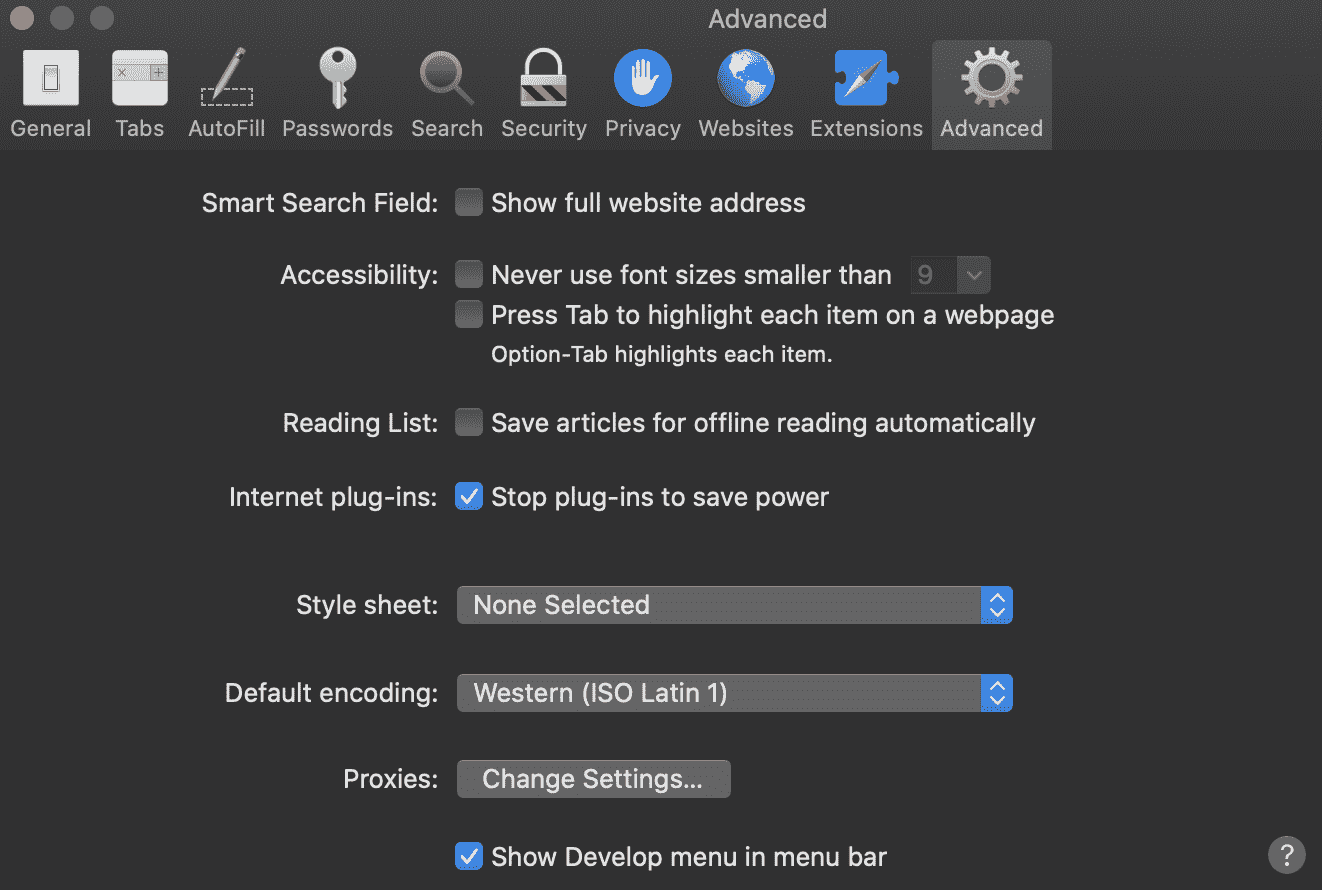 Advanced
General Tabs AutoFill Passwords Search Security Privacy Websites Extensions Advanced
Smart Search Field: Show full website address
Accessibility: Never use font sizes smaller than 9
Press Tab to highlight each item on a webpage
Option-Tab highlights each item.
Reading List: Save articles for offline reading automatically
Internet plug-ins: Stop plug-ins to save power
Style sheet: None Selected
Default encoding: Western (ISO Latin 1)
Proxies: Change Settings...
Show Develop menu in menu bar
?